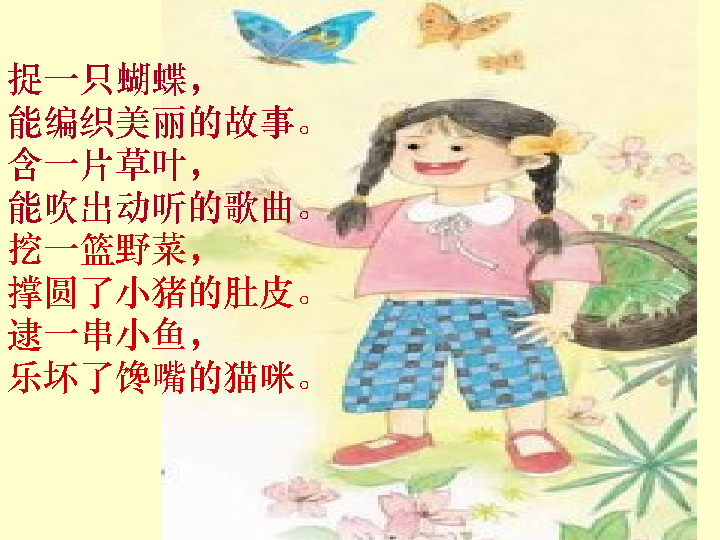 捉一只蝴蝶，
能编织美丽的故事。
含一片草叶，
能吹出动听的歌曲。
挖一篮野菜，
撑圆了小猪的肚皮。
逮一串小鱼，
乐坏了馋嘴的猫咪。